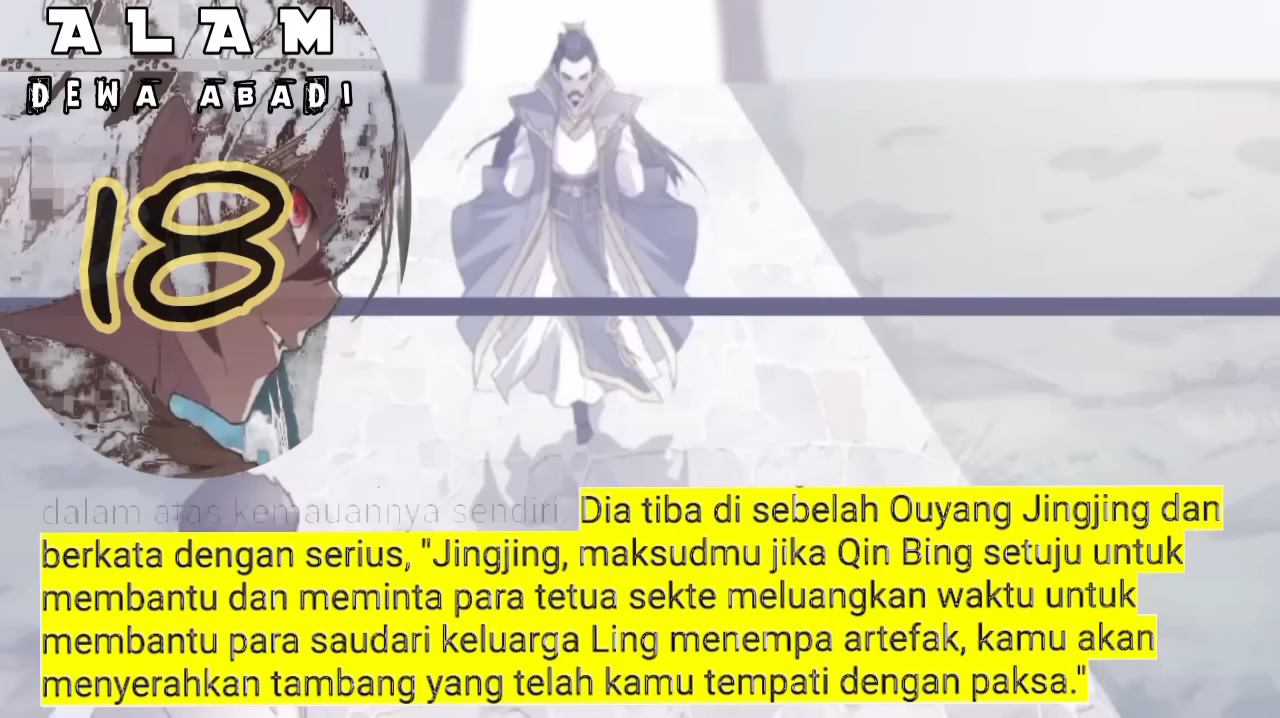 ALAM
DEWA ABADI
18
dalam atas kemauannya sendiri. Dia tiba di sebelah Ouyang Jingjing dan
berkata dengan serius, "Jingjing, maksudmu jika Qin Bing setuju untuk
membantu dan meminta para tetua sekte meluangkan waktu untuk
membantu para saudari keluarga Ling menempa artefak, kamu akan
menyerahkan tambang yang telah kamu tempati dengan paksa."